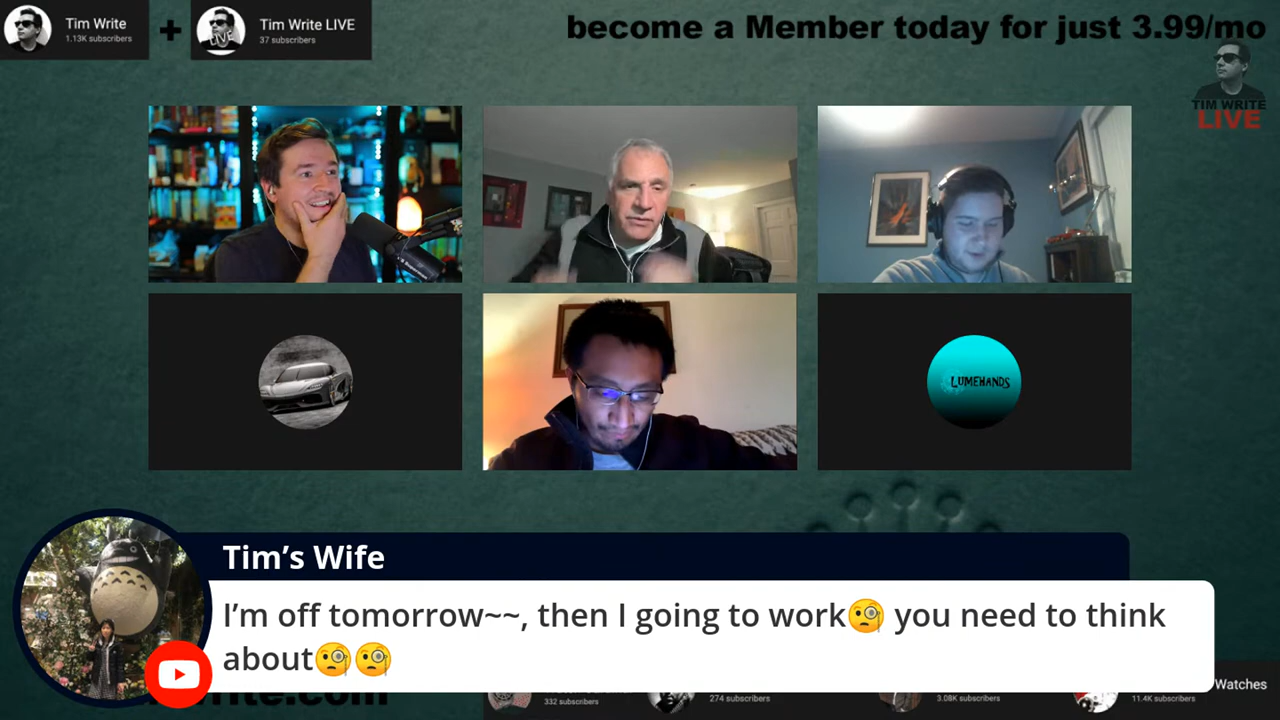 Tim Write
1.13K subscribers
+
Tim Write LIVE
37 subscribers
become a Member today for just 3.99/mo
TIM WRITE
LIVE
LUMEHANDS
Tim’s Wife
I’m off tomorrow~~, then I going to work🧐 you need to think
about🧐🧐
332 subscribers
274 subscribers
3.08K subscribers
11.4K subscribers
Watches